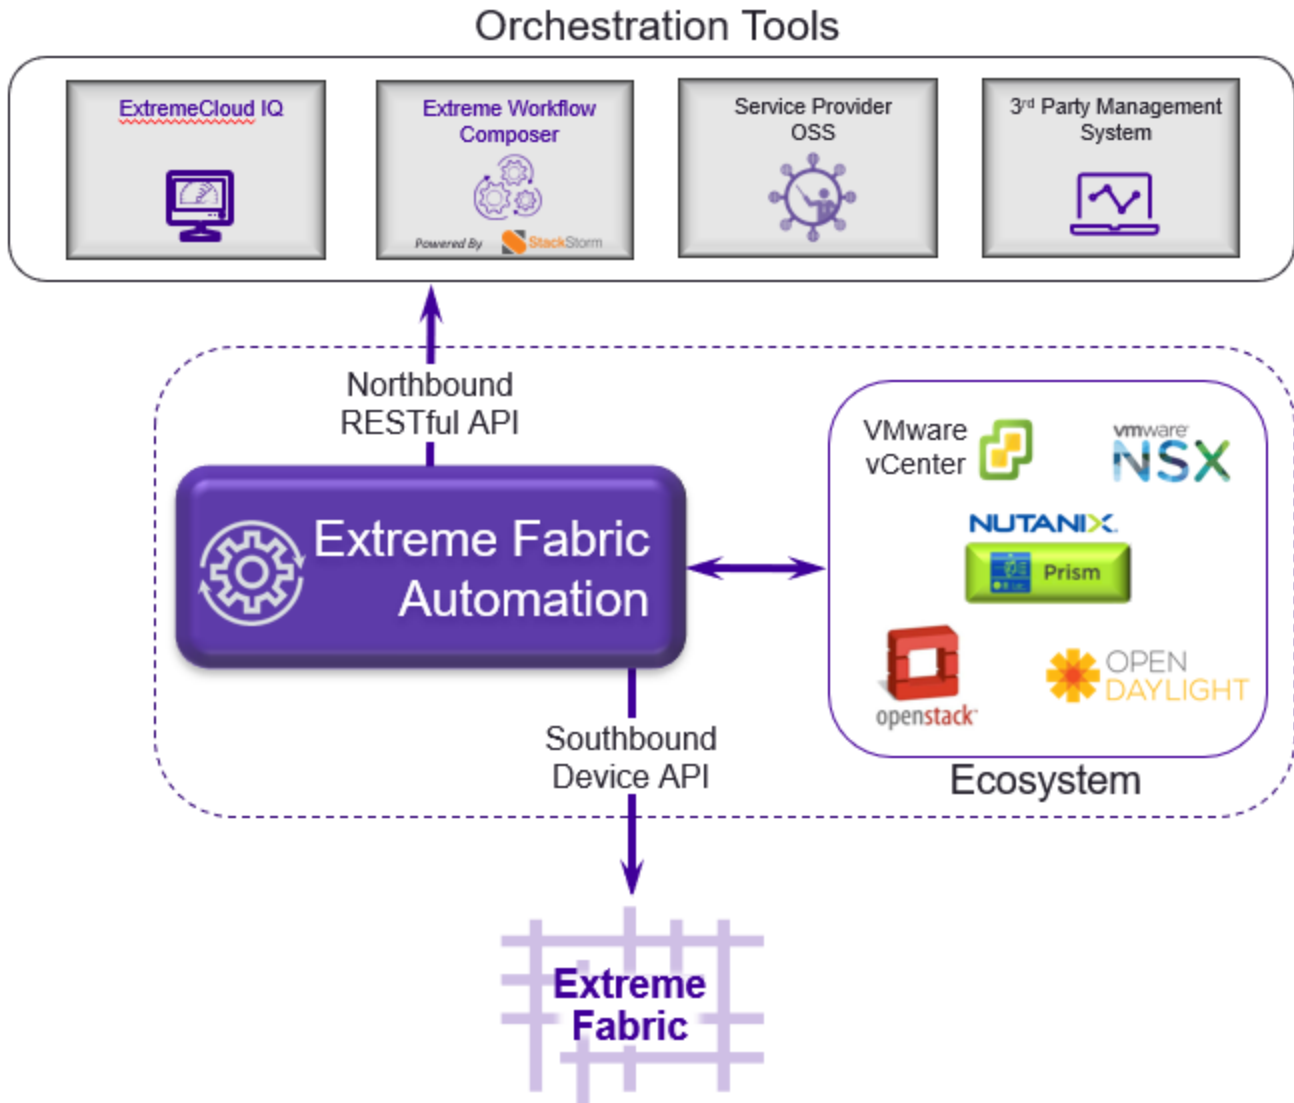 Orchestration Tools
ExtremeCloud IQ
Extreme Workflow
Composer
Powered By StackStorm
Service Provider
OSS
3rd Party Management
System
Northbound
RESTful API
Extreme Fabric
Automation
VMware
vCenter
vmware
NSX
NUTANIX
Prism
openstack
OPEN
DAYLIGHT
Ecosystem
Southbound
Device API
Extreme
Fabric